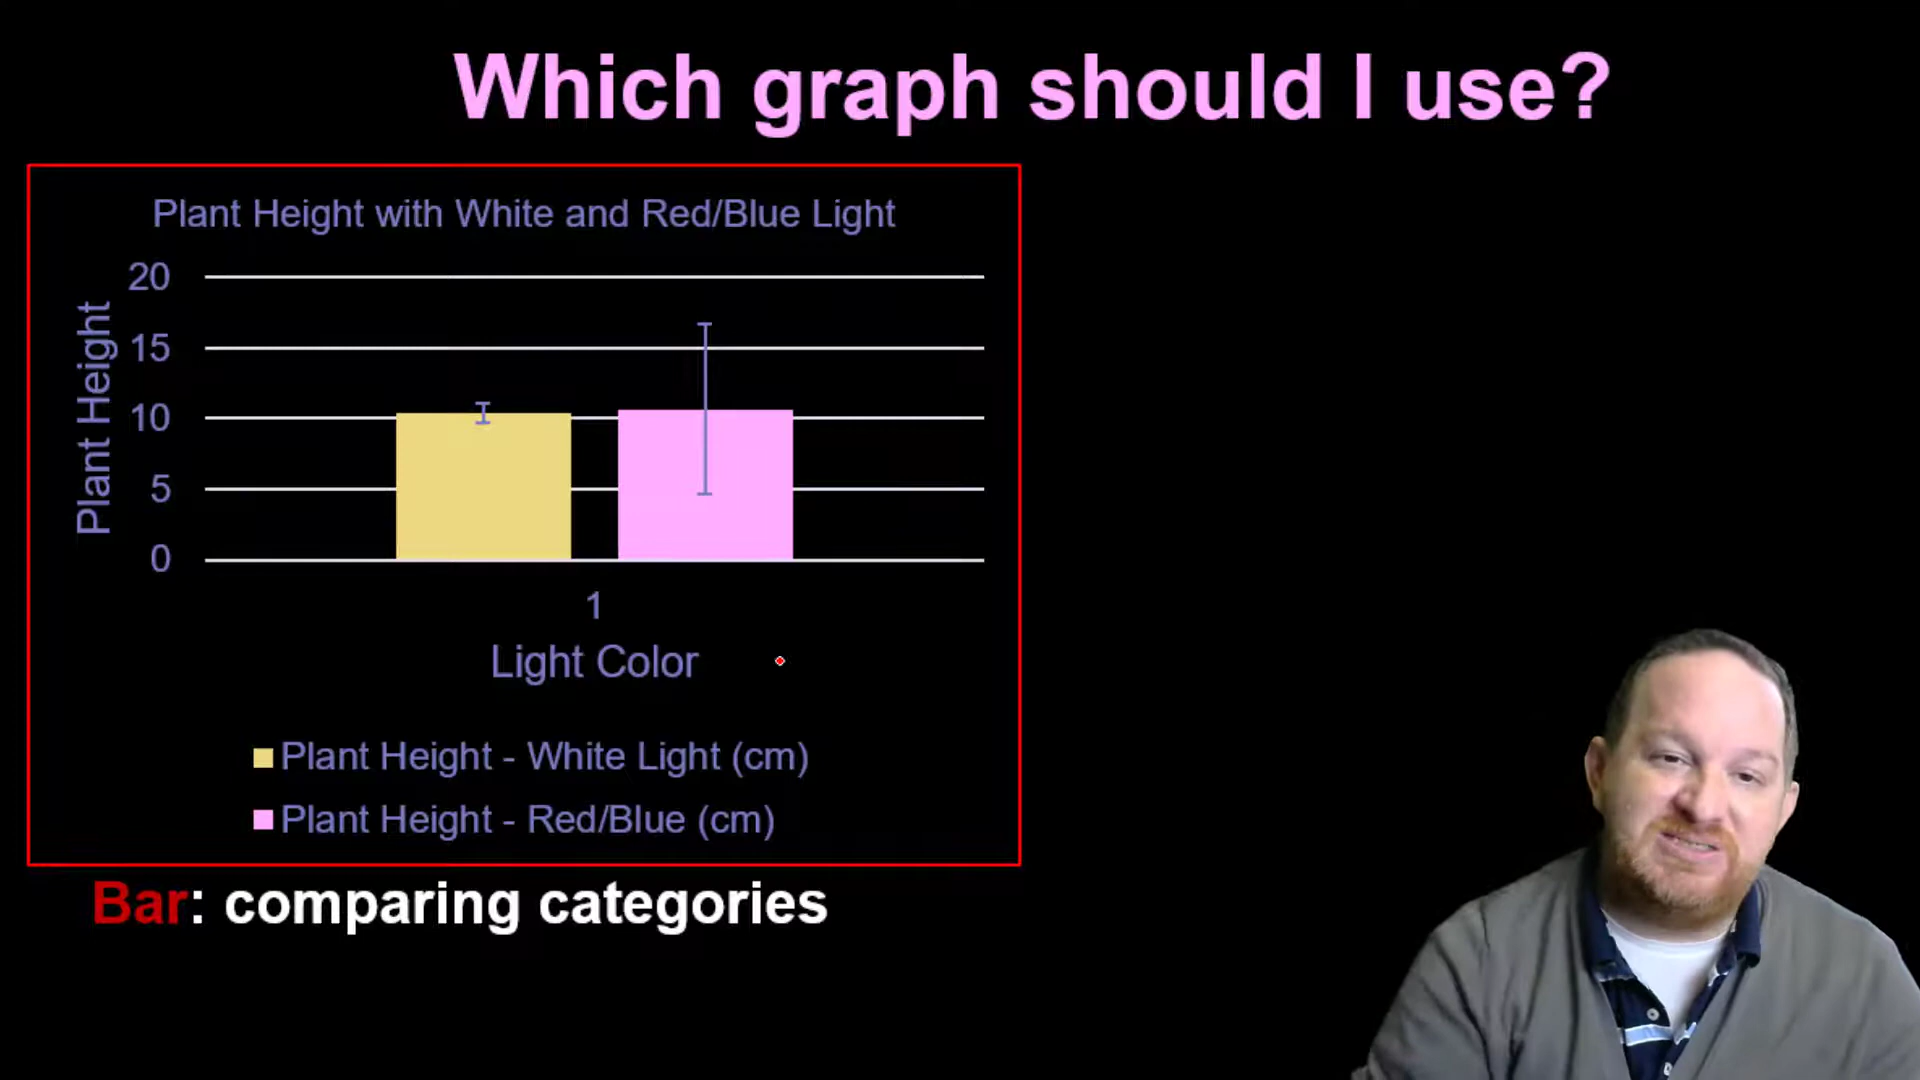 Which graph should I use?
Plant Height with White and Red/Blue Light
Plant Height
20
15
10
5
0
1
Light Color
Plant Height - White Light (cm)
Plant Height - Red/Blue (cm)
Bar: comparing categories